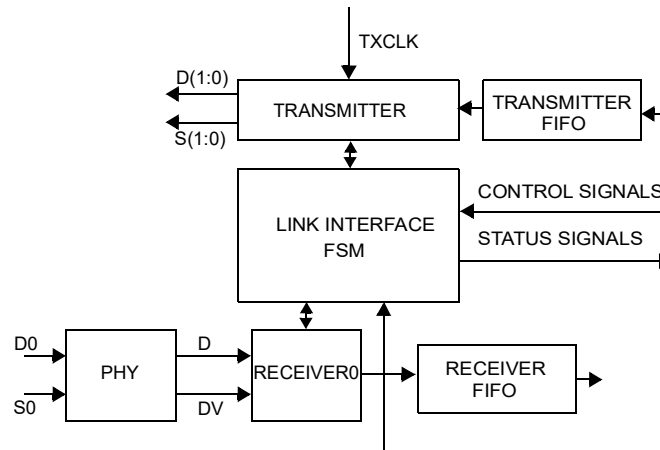 TXCLK
D(1:0)
S(1:0)
TRANSMITTER
TRANSMITTER
FIFO
LINK INTERFACE
FSM
CONTROL SIGNALS
STATUS SIGNALS
D0
S0
PHY
D
DV
RECEIVER0
RECEIVER
FIFO